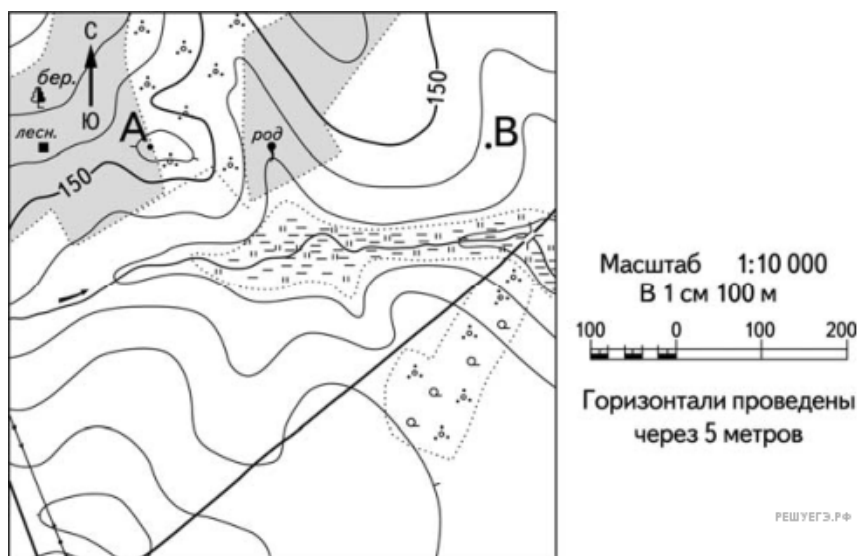 С
бер.
Ю
лесн.
А
род
150
В
150
Масштаб 1:10 000
В 1 см 100 м
100 0 100 200
Горизонтали проведены
через 5 метров
РЕШУЕГЭ.РФ